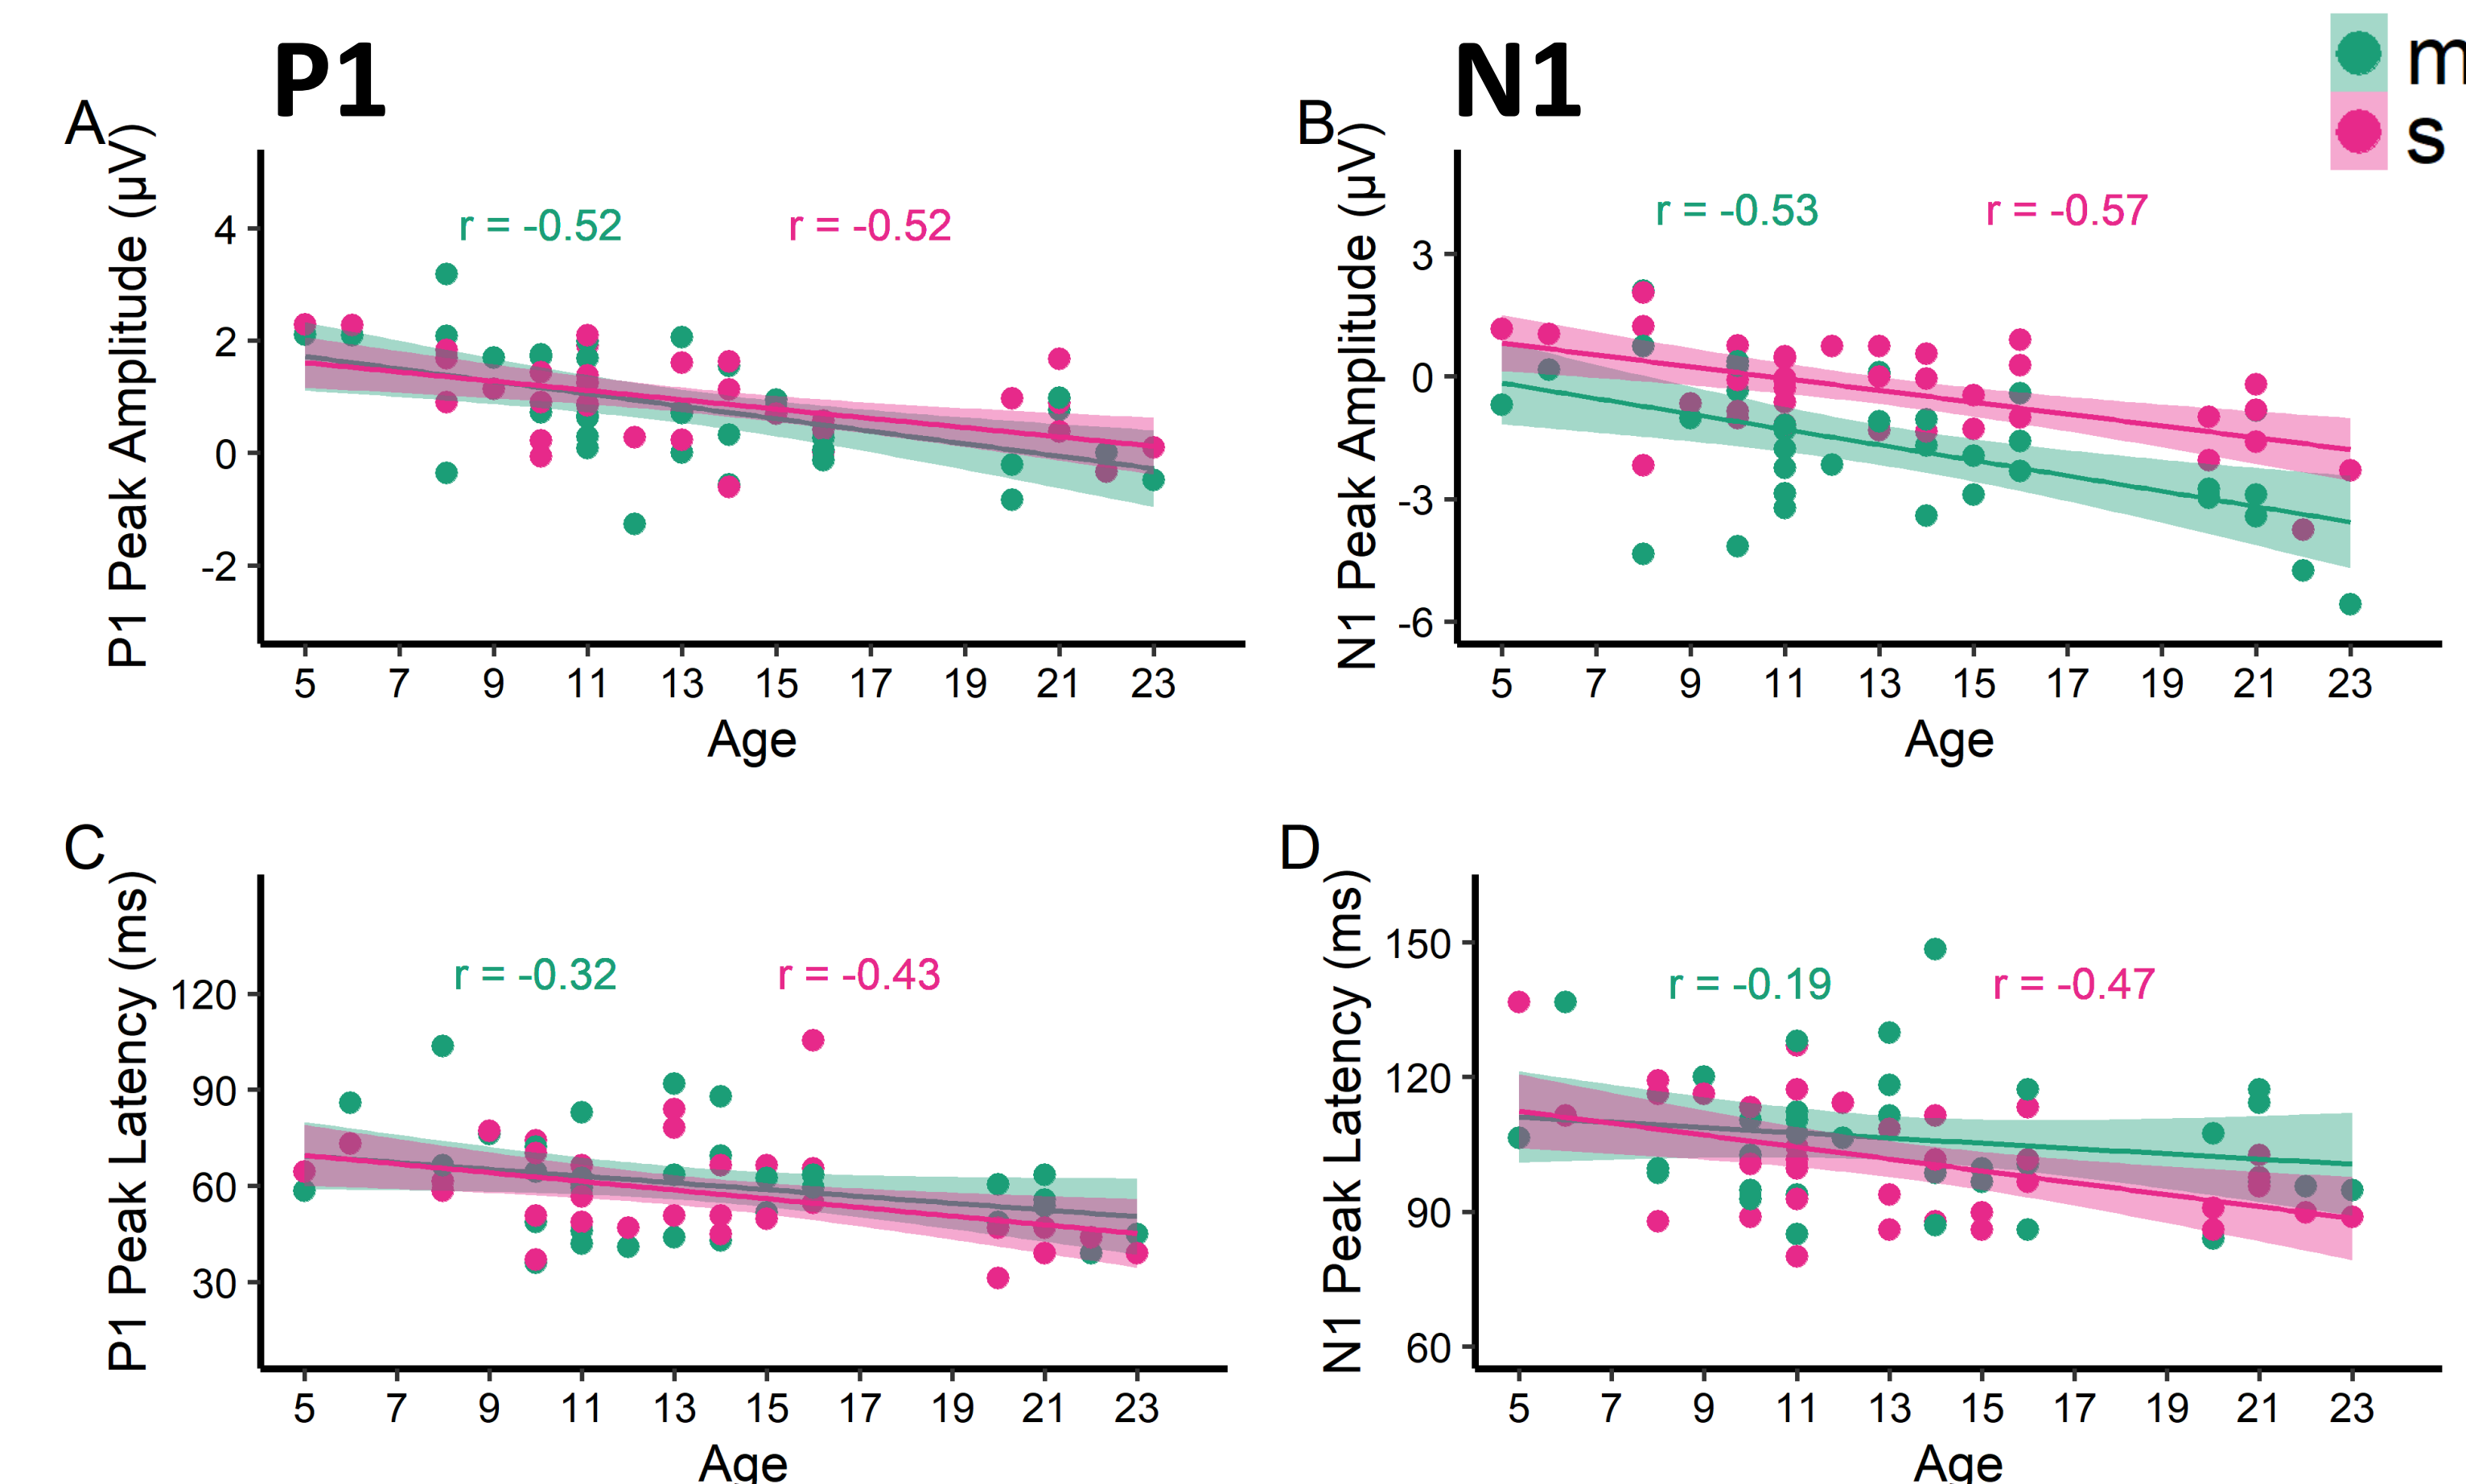 P1
N1
m
s
A
P1 Peak Amplitude (µV)
4
2
0
-2
r = -0.52
r = -0.52
5 7 9 11 13 15 17 19 21 23
Age
B
N1 Peak Amplitude (µV)
3
0
-3
-6
r = -0.53
r = -0.57
5 7 9 11 13 15 17 19 21 23
Age
C
P1 Peak Latency (ms)
120
90
60
30
r = -0.32
r = -0.43
5 7 9 11 13 15 17 19 21 23
Age
D
N1 Peak Latency (ms)
150
120
90
60
r = -0.19
r = -0.47
5 7 9 11 13 15 17 19 21 23
Age